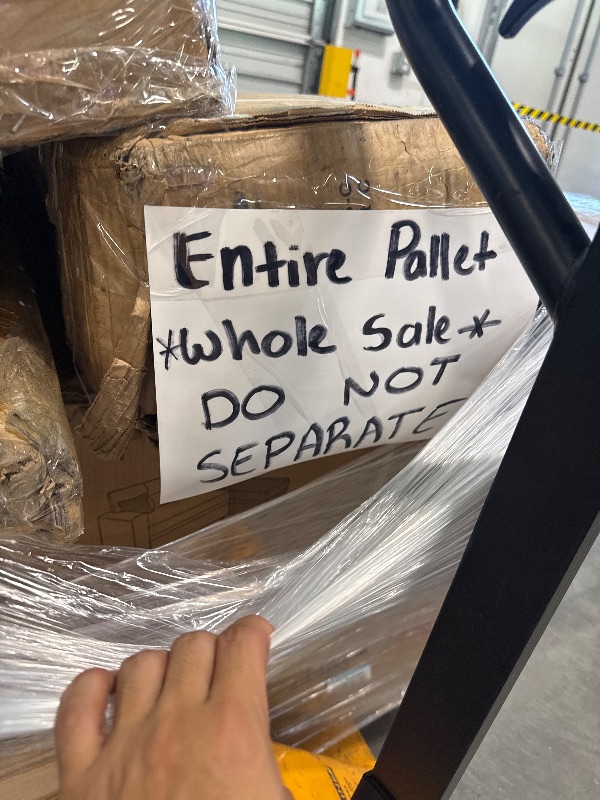 Entire Pallet
*Whole Sale*
DO NOT
SEPARATE